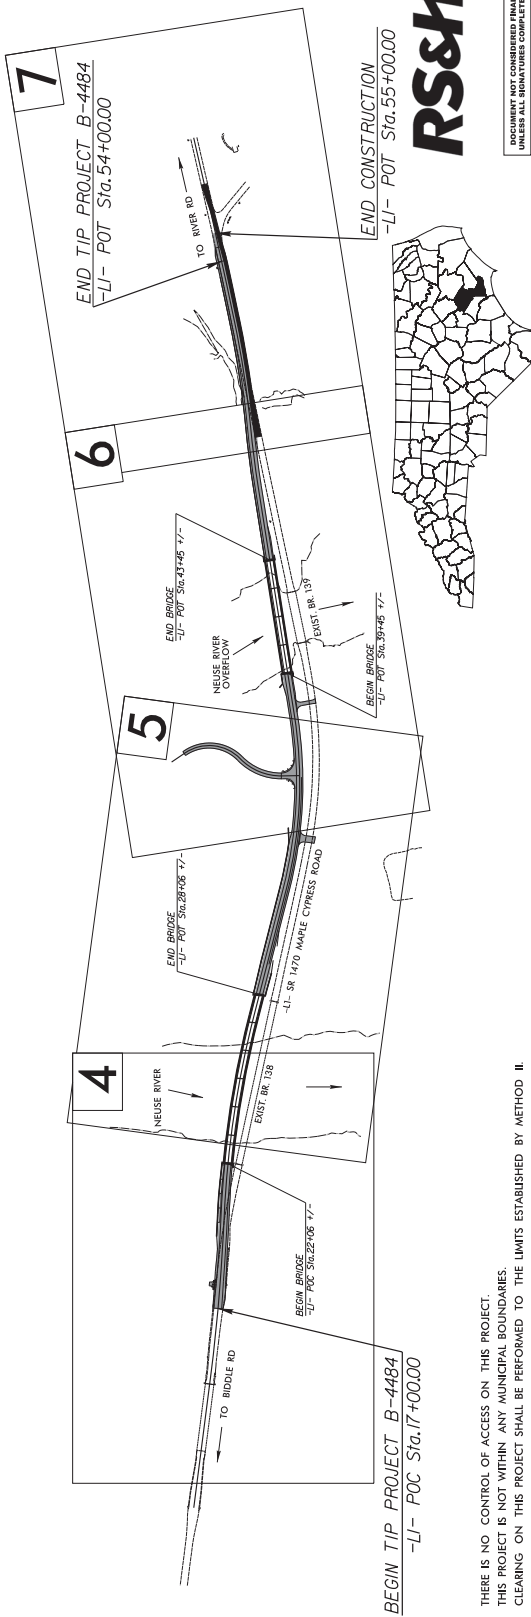 7
END TIP PROJECT B-4484
-L1- POT Sta. 54+00.00
TO RIVER RD
END CONSTRUCTION
-L1- POT Sta. 55+00.00
RS&H
DOCUMENT NOT CONSIDERED FINAL
UNLESS ALL SIGNATURES COMPLETED
6
END BRIDGE
-L1- POT Sta. 43+45 +/-
NEUSE RIVER
OVERFLOW
EXIST. BR. 139
BEGIN BRIDGE
-L1- POT Sta. 39+45 +/-
5
END BRIDGE
-L1- POT Sta. 28+06 +/-
-L1- SR 1470 MAPLE CYPRESS ROAD
4
NEUSE RIVER
EXIST. BR. 138
BEGIN BRIDGE
-L1- POC Sta. 22+06 +/-
TO BIDDLE RD
BEGIN TIP PROJECT B-4484
-L1- POC Sta. 17+00.00
THERE IS NO CONTROL OF ACCESS ON THIS PROJECT.
THIS PROJECT IS NOT WITHIN ANY MUNICIPAL BOUNDARIES.
CLEARING ON THIS PROJECT SHALL BE PERFORMED TO THE LIMITS ESTABLISHED BY METHOD II.